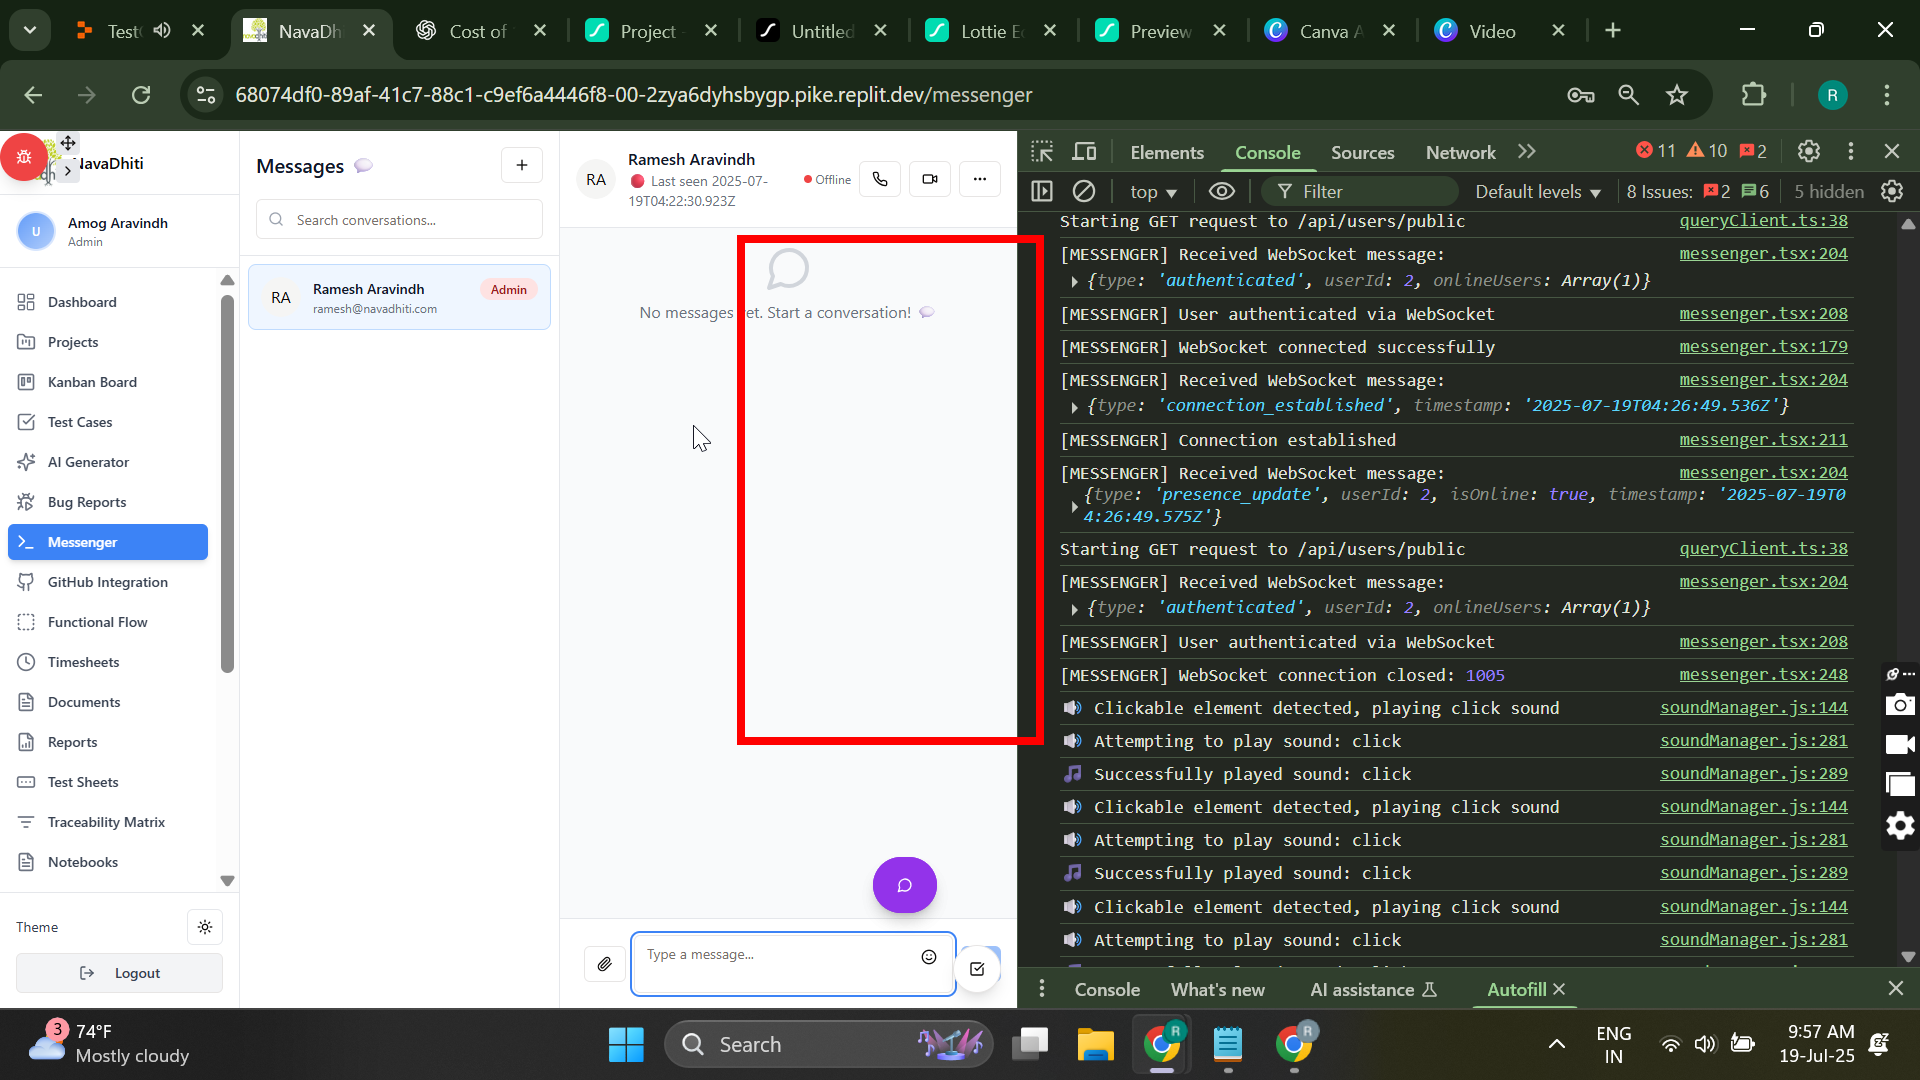 Test
NavaDh
Cost of
Project
Untitled
Lottie E
Preview
Canva A
Video
68074df0-89af-41c7-88c1-c9ef6a4446f8-00-2zya6dyhsbygp.pike.replit.dev/messenger
R
NavaDhiti
U
Amog Aravindh
Admin
Dashboard
Projects
Kanban Board
Test Cases
AI Generator
Bug Reports
Messenger
GitHub Integration
Functional Flow
Timesheets
Documents
Reports
Test Sheets
Traceability Matrix
Notebooks
Theme
Logout
Messages
Search conversations...
RA
Ramesh Aravindh
Admin
ramesh@navadhiti.com
RA
Ramesh Aravindh
Last seen 2025-07-
19T04:22:30.923Z
Offline
No messages yet. Start a conversation!
Type a message...
Elements
Console
Sources
Network
11
10
2
top
Filter
Default levels
8 Issues:
2
6
5 hidden
Starting GET request to /api/users/public queryClient.ts:38
[MESSENGER] Received WebSocket message: messenger.tsx:204
{type: 'authenticated', userId: 2, onlineUsers: Array(1)}
[MESSENGER] User authenticated via WebSocket messenger.tsx:208
[MESSENGER] WebSocket connected successfully messenger.tsx:179
[MESSENGER] Received WebSocket message: messenger.tsx:204
{type: 'connection_established', timestamp: '2025-07-19T04:26:49.536Z'}
[MESSENGER] Connection established messenger.tsx:211
[MESSENGER] Received WebSocket message: messenger.tsx:204
{type: 'presence_update', userId: 2, isOnline: true, timestamp: '2025-07-19T0
4:26:49.575Z'}
Starting GET request to /api/users/public queryClient.ts:38
[MESSENGER] Received WebSocket message: messenger.tsx:204
{type: 'authenticated', userId: 2, onlineUsers: Array(1)}
[MESSENGER] User authenticated via WebSocket messenger.tsx:208
[MESSENGER] WebSocket connection closed: 1005 messenger.tsx:248
Clickable element detected, playing click sound soundManager.js:144
Attempting to play sound: click soundManager.js:281
Successfully played sound: click soundManager.js:289
Clickable element detected, playing click sound soundManager.js:144
Attempting to play sound: click soundManager.js:281
Successfully played sound: click soundManager.js:289
Clickable element detected, playing click sound soundManager.js:144
Attempting to play sound: click soundManager.js:281
Console
What's new
AI assistance
Autofill
3
74°F
Mostly cloudy
Search
R
R
ENG
IN
9:57 AM
19-Jul-25